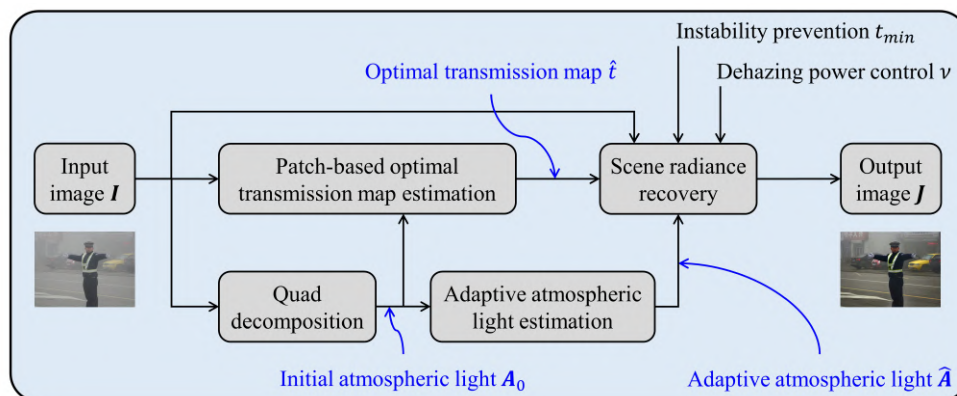 Instability prevention t_min
Optimal transmission map t̂
Dehazing power control ν
Input
image I
Patch-based optimal
transmission map estimation
Scene radiance
recovery
Output
image J
Quad
decomposition
Adaptive atmospheric
light estimation
Initial atmospheric light A₀
Adaptive atmospheric light Â